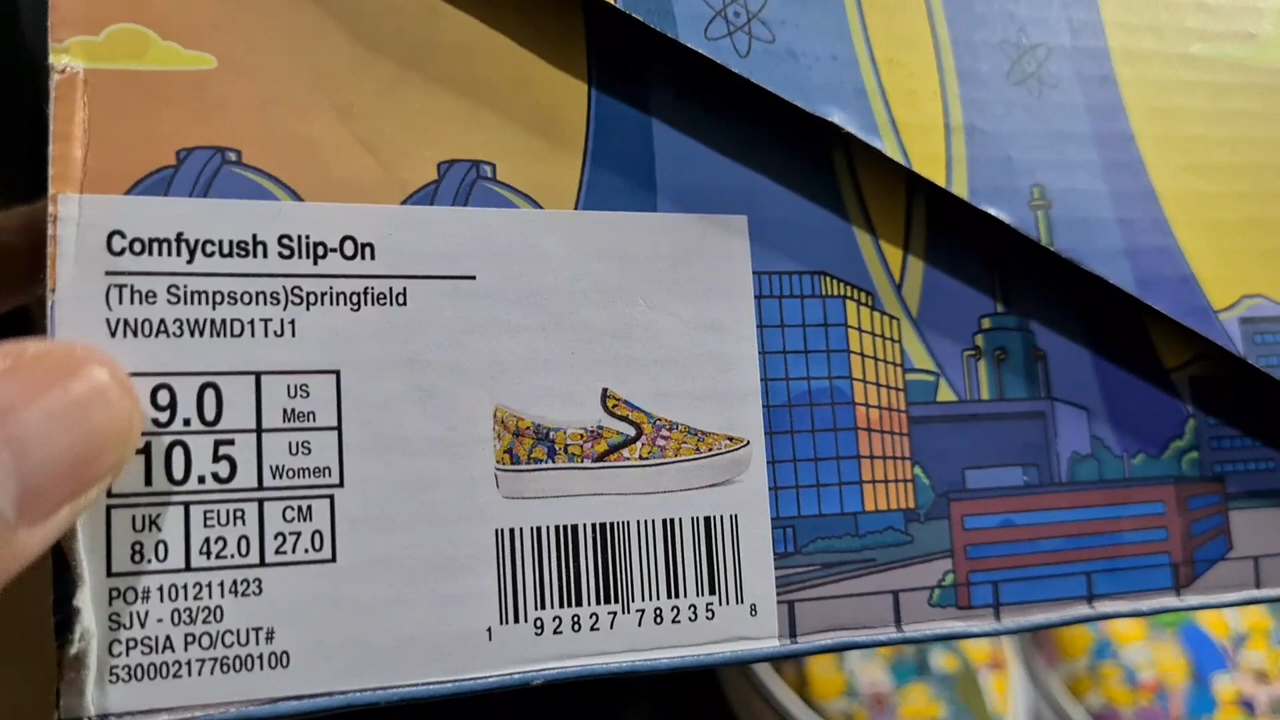 Comfycush Slip-On
(The Simpsons)Springfield
VN0A3WMD1TJ1
9.0 US Men
10.5 US Women
UK EUR CM
8.0 42.0 27.0
PO# 101211423
SJV - 03/20
CPSIA PO/CUT#
530002177600100
1 92827 78235 8